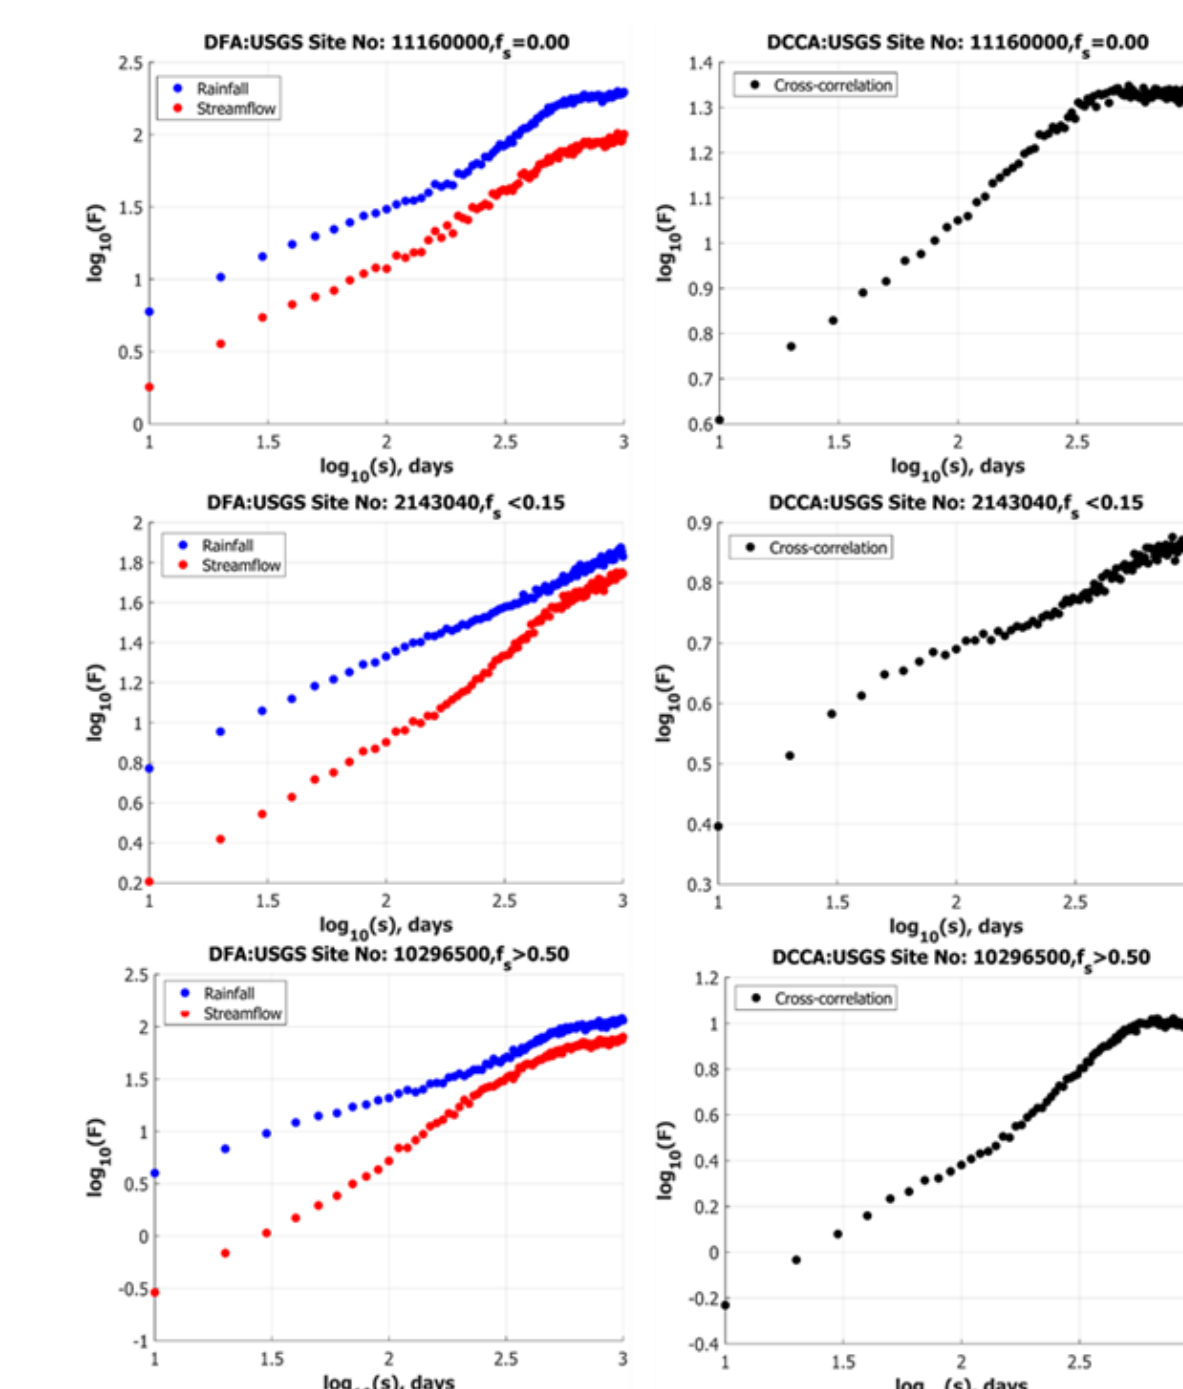 DFA:USGS Site No: 11160000,fs=0.00
DCCA:USGS Site No: 11160000,fs=0.00
2.5
2
1.5
1
0.5
0
log10(F)
Rainfall
Streamflow
1 1.5 2 2.5 3
log10(s), days
1.4
1.3
1.2
1.1
1
0.9
0.8
0.7
0.6
log10(F)
Cross-correlation
1 1.5 2 2.5
log10(s), days
DFA:USGS Site No: 2143040,fs <0.15
DCCA:USGS Site No: 2143040,fs <0.15
2
1.8
1.6
1.4
1.2
1
0.8
0.6
0.4
0.2
log10(F)
Rainfall
Streamflow
1 1.5 2 2.5 3
log10(s), days
0.9
0.8
0.7
0.6
0.5
0.4
0.3
log10(F)
Cross-correlation
1 1.5 2 2.5
log10(s), days
DFA:USGS Site No: 10296500,fs>0.50
DCCA:USGS Site No: 10296500,fs>0.50
2.5
2
1.5
1
0.5
0
-0.5
-1
log10(F)
Rainfall
Streamflow
1 1.5 2 2.5 3
log10(s), days
1.2
1
0.8
0.6
0.4
0.2
0
-0.2
-0.4
log10(F)
Cross-correlation
1 1.5 2 2.5
log (s), days